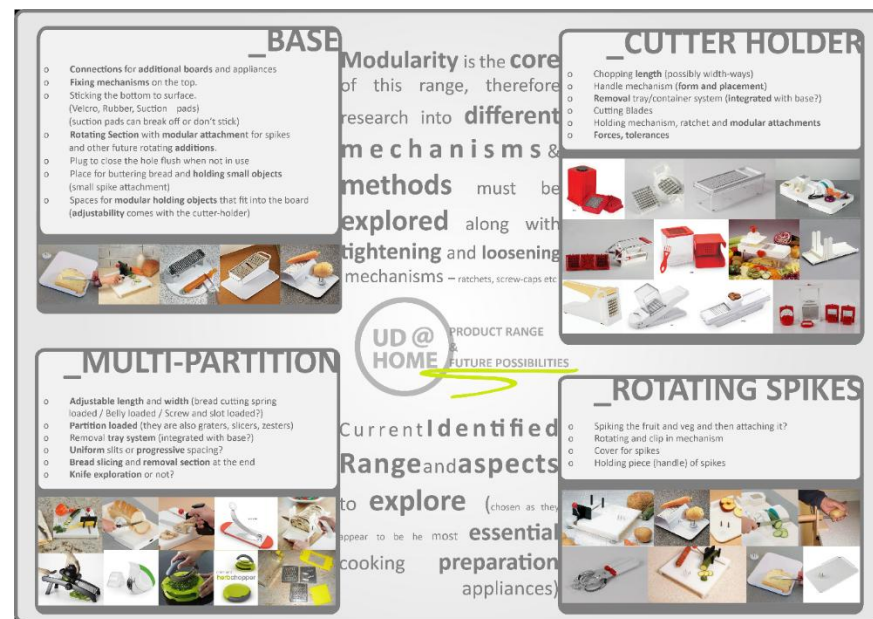 _BASE
o Connections for additional boards and appliances
o Fixing mechanisms on the top.
o Sticking the bottom to surface.
(Velcro, Rubber, Suction pads)
(suction pads can break off or don't stick)
o Rotating Section with modular attachment for spikes
and other future rotating additions.
o Plug to close the hole flush when not in use
o Place for buttering bread and holding small objects
(small spike attachment)
o Spaces for modular holding objects that fit into the board
(adjustability comes with the cutter-holder)
Modularity is the core
of this range, therefore
research into different
mechanisms &
methods must be
explored along with
tightening and loosening
mechanisms – ratchets, screw-caps etc
_CUTTER HOLDER
o Chopping length (possibly width-ways)
o Handle mechanism (form and placement)
o Removal tray/container system (integrated with base?)
o Cutting Blades
o Holding mechanism, ratchet and modular attachments
o Forces, tolerances
UD @
HOME
PRODUCT RANGE
&
FUTURE POSSIBILITIES
_MULTI-PARTITION
o Adjustable length and width (bread cutting spring
loaded / Belly loaded / Screw and slot loaded?)
o Partition loaded (they are also graters, slicers, zesters)
o Removal tray system (integrated with base?)
o Uniform slits or progressive spacing?
o Bread slicing and removal section at the end
o Knife exploration or not?
herbchopper
Current Identified
Range and aspects
to explore (chosen as they
appear to be he most essential
cooking preparation
appliances)
_ROTATING SPIKES
o Spiking the fruit and veg and then attaching it?
o Rotating and clip in mechanism
o Cover for spikes
o Holding piece (handle) of spikes